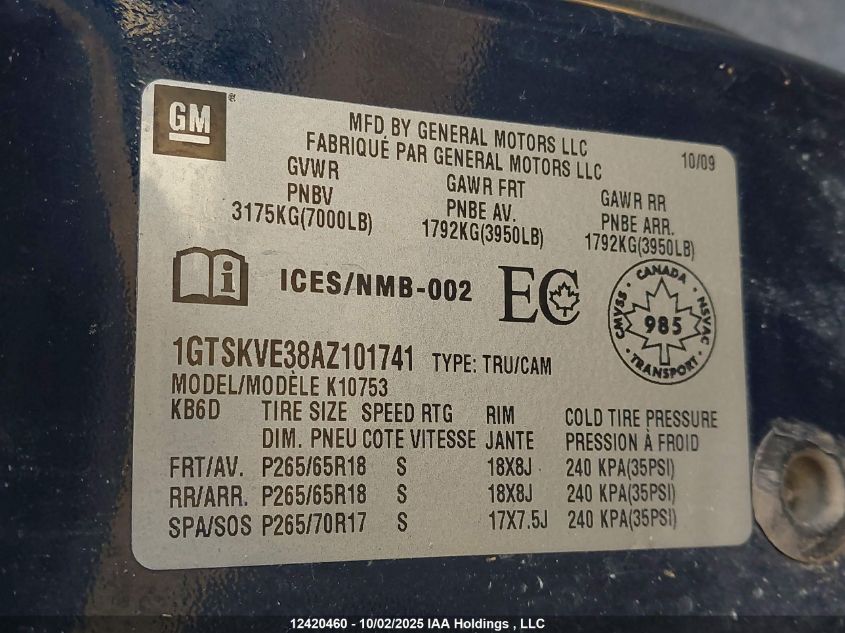 GM®
MFD BY GENERAL MOTORS LLC
FABRIQUÉ PAR GENERAL MOTORS LLC
10/09
GVWR GAWR FRT GAWR RR
PNBV PNBE AV. PNBE ARR.
3175KG(7000LB) 1792KG(3950LB) 1792KG(3950LB)
i ICES/NMB-002 EC
CANADA CMVSS NSVAC 985 TRANSPORT
1GTSKVE38AZ101741 TYPE: TRU/CAM
MODEL/MODÈLE K10753
KB6D TIRE SIZE SPEED RTG RIM COLD TIRE PRESSURE
DIM. PNEU COTE VITESSE JANTE PRESSION À FROID
FRT/AV. P265/65R18 S 18X8J 240 KPA(35PSI)
RR/ARR. P265/65R18 S 18X8J 240 KPA(35PSI)
SPA/SOS P265/70R17 S 17X7.5J 240 KPA(35PSI)
12420460 - 10/02/2025 IAA Holdings , LLC